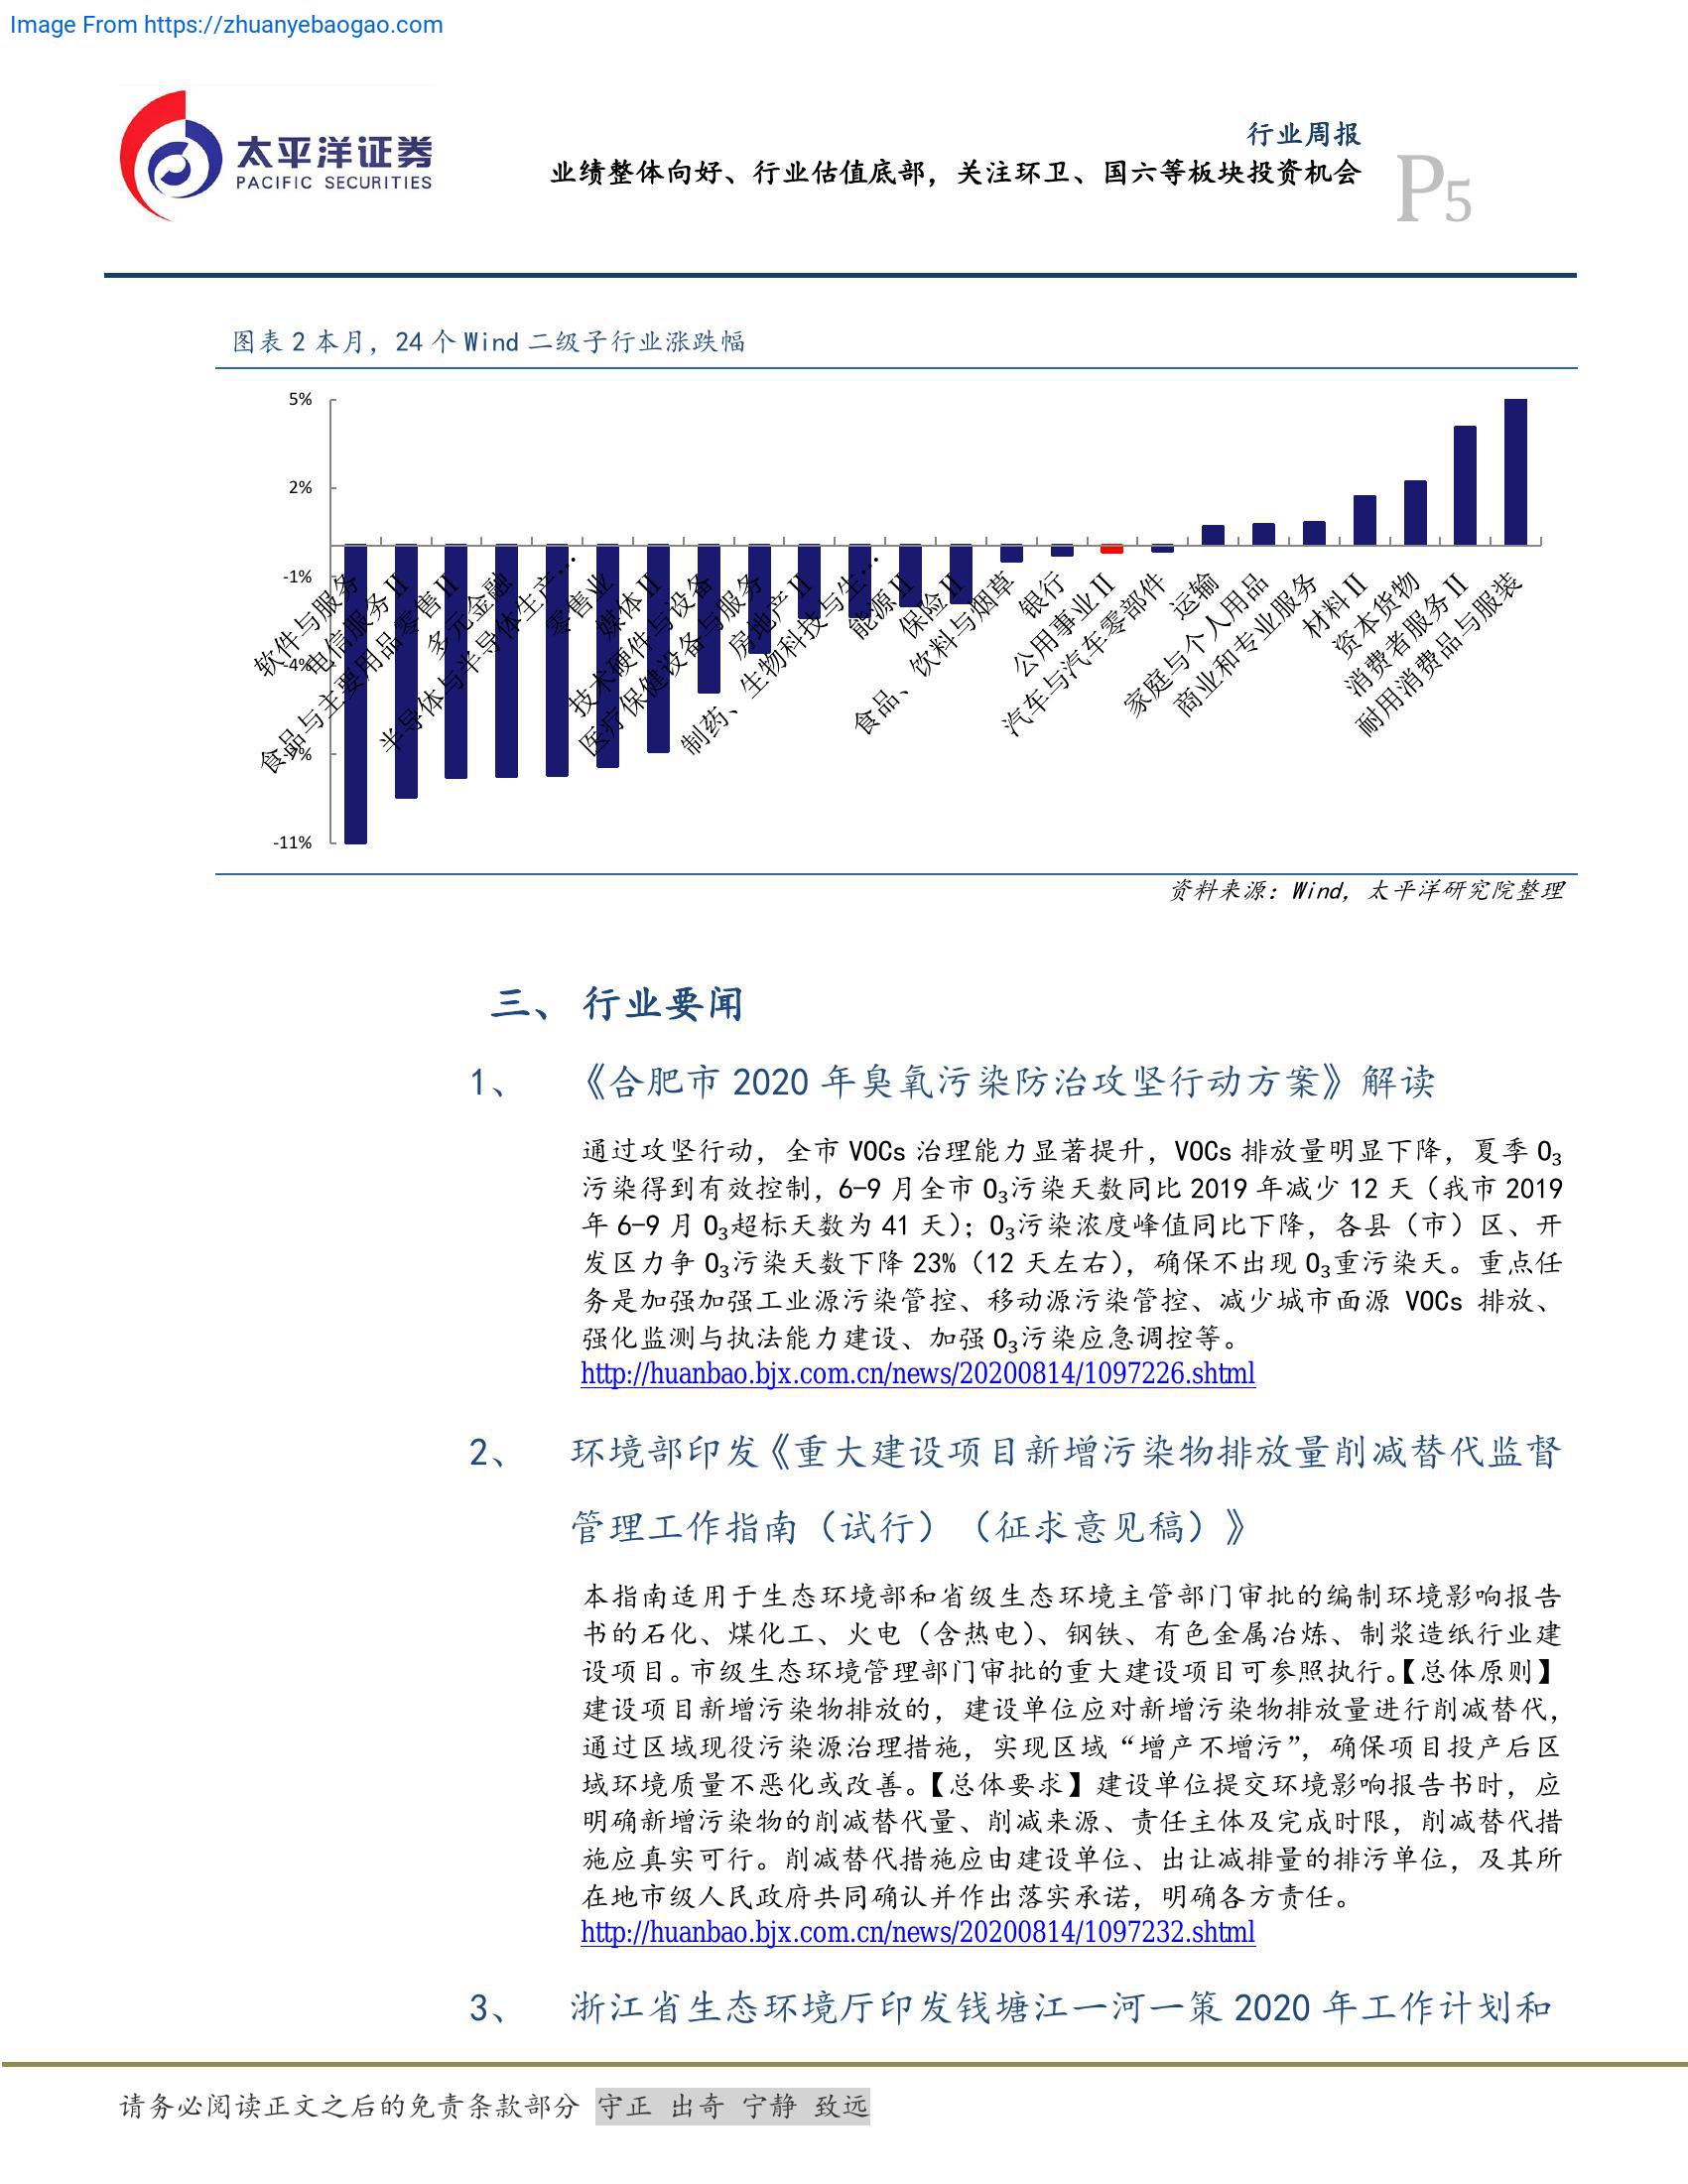 Image From https://zhuanyebaogao.com
太平洋证券
PACIFIC SECURITIES
行业周报
业绩整体向好、行业估值底部，关注环卫、国六等板块投资机会
P5
图表 2 本月，24 个 Wind 二级子行业涨跌幅
5%
2%
-1%
-4%
-7%
-11%
软件与服务
电信服务Ⅱ
食品与主要用品零售Ⅱ
多元金融
半导体与半导体生产…
零售业
媒体Ⅱ
技术硬件与设备
医疗保健设备与服务
房地产Ⅱ
制药、生物科技与生…
能源Ⅱ
保险Ⅱ
食品、饮料与烟草
银行
公用事业Ⅱ
汽车与汽车零部件
运输
家庭与个人用品
商业和专业服务
材料Ⅱ
资本货物
消费者服务Ⅱ
耐用消费品与服装
资料来源：Wind，太平洋研究院整理
三、 行业要闻
1、 《合肥市 2020 年臭氧污染防治攻坚行动方案》解读
通过攻坚行动，全市 VOCs 治理能力显著提升，VOCs 排放量明显下降，夏季 O₃
污染得到有效控制，6-9 月全市 O₃污染天数同比 2019 年减少 12 天（我市 2019
年 6-9 月 O₃超标天数为 41 天）；O₃污染浓度峰值同比下降，各县（市）区、开
发区力争 O₃污染天数下降 23%（12 天左右），确保不出现 O₃重污染天。重点任
务是加强加强工业源污染管控、移动源污染管控、减少城市面源 VOCs 排放、
强化监测与执法能力建设、加强 O₃污染应急调控等。
http://huanbao.bjx.com.cn/news/20200814/1097226.shtml
2、 环境部印发《重大建设项目新增污染物排放量削减替代监督
管理工作指南（试行）（征求意见稿）》
本指南适用于生态环境部和省级生态环境主管部门审批的编制环境影响报告
书的石化、煤化工、火电（含热电）、钢铁、有色金属冶炼、制浆造纸行业建
设项目。市级生态环境管理部门审批的重大建设项目可参照执行。【总体原则】
建设项目新增污染物排放的，建设单位应对新增污染物排放量进行削减替代，
通过区域现役污染源治理措施，实现区域“增产不增污”，确保项目投产后区
域环境质量不恶化或改善。【总体要求】建设单位提交环境影响报告书时，应
明确新增污染物的削减替代量、削减来源、责任主体及完成时限，削减替代措
施应真实可行。削减替代措施应由建设单位、出让减排量的排污单位，及其所
在地市级人民政府共同确认并作出落实承诺，明确各方责任。
http://huanbao.bjx.com.cn/news/20200814/1097232.shtml
3、 浙江省生态环境厅印发钱塘江一河一策 2020 年工作计划和
请务必阅读正文之后的免责条款部分 守正 出奇 宁静 致远